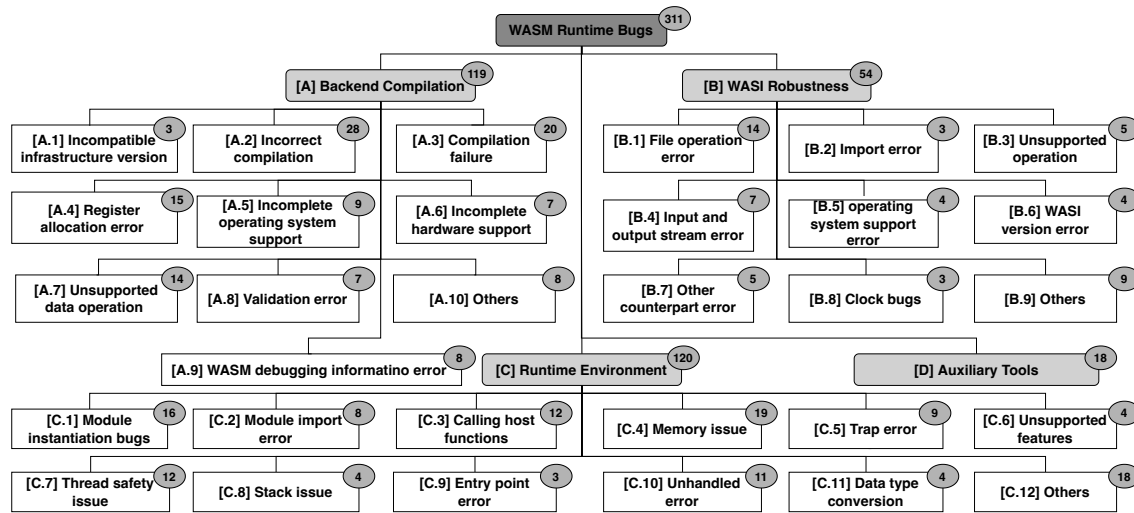 WASM Runtime Bugs
311
[A] Backend Compilation
119
[B] WASI Robustness
54
[A.1] Incompatible
infrastructure version
3
[A.2] Incorrect
compilation
28
[A.3] Compilation
failure
20
[B.1] File operation
error
14
[B.2] Import error
3
[B.3] Unsupported
operation
5
[A.4] Register
allocation error
15
[A.5] Incomplete
operating system
support
9
[A.6] Incomplete
hardware support
7
[B.4] Input and
output stream error
7
[B.5] operating
system support
error
4
[B.6] WASI
version error
4
[A.7] Unsupported
data operation
14
[A.8] Validation error
7
[A.10] Others
8
[B.7] Other
counterpart error
5
[B.8] Clock bugs
3
[B.9] Others
9
[A.9] WASM debugging informatino error
8
[C] Runtime Environment
120
[D] Auxiliary Tools
18
[C.1] Module
instantiation bugs
16
[C.2] Module import
error
8
[C.3] Calling host
functions
12
[C.4] Memory issue
19
[C.5] Trap error
9
[C.6] Unsupported
features
4
[C.7] Thread safety
issue
12
[C.8] Stack issue
4
[C.9] Entry point
error
3
[C.10] Unhandled
error
11
[C.11] Data type
conversion
4
[C.12] Others
18